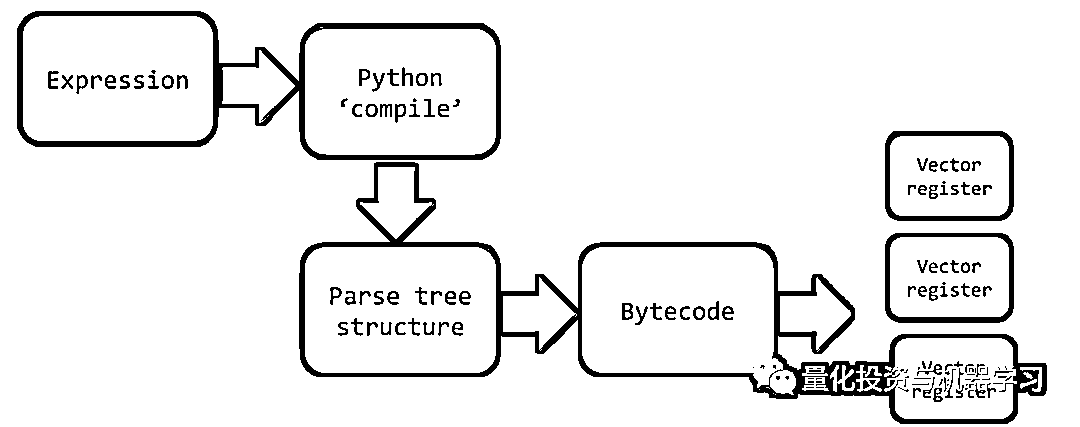 Expression
Python
‘compile’
Parse tree
structure
Bytecode
Vector
register
Vector
register
Vector
register
量化投资与机器学习